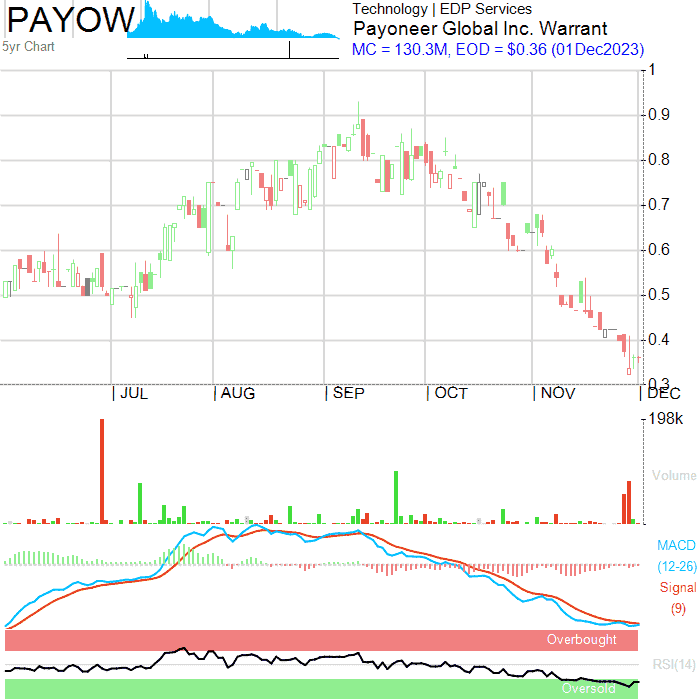 PAYOW
Technology | EDP Services
Payoneer Global Inc. Warrant
5yr Chart
MC = 130.3M, EOD = $0.36 (01Dec2023)
1
0.9
0.8
0.7
0.6
0.5
0.4
0.3
JUL AUG SEP OCT NOV DEC
198k
Volume
MACD
(12-26)
Signal
(9)
Overbought
RSI(14)
Oversold